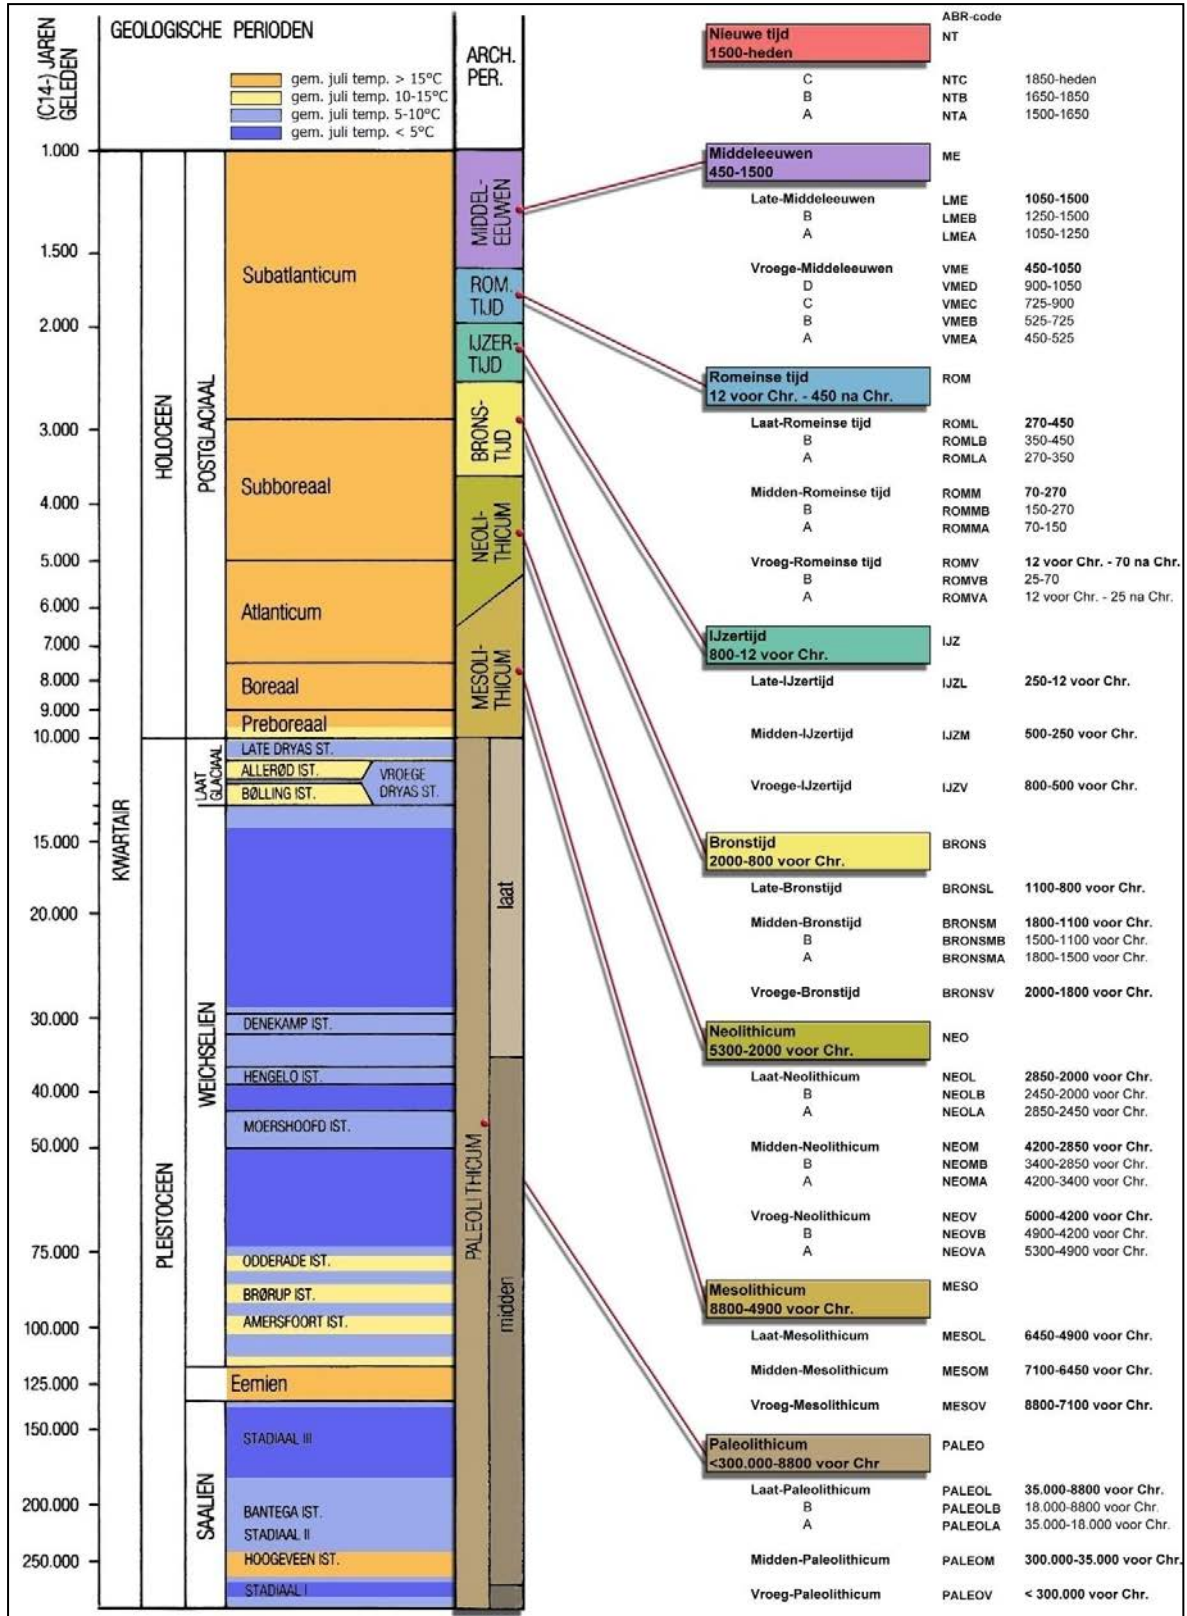 (C14-) JAREN
GELEDEN
GEOLOGISCHE PERIODEN
gem. juli temp. > 15°C
gem. juli temp. 10-15°C
gem. juli temp. 5-10°C
gem. juli temp. < 5°C
ARCH.
PER.
1.000
1.500
2.000
3.000
4.000
5.000
6.000
7.000
8.000
9.000
10.000
15.000
20.000
30.000
40.000
50.000
75.000
100.000
125.000
150.000
200.000
250.000
KWARTAIR
HOLOCEEN
PLEISTOCEEN
POSTGLACIAAL
LAAT
GLACIAAL
WEICHSELIEN
SAALIEN
Subatlanticum
Subboreaal
Atlanticum
Boreaal
Preboreaal
LATE DRYAS ST.
ALLERØD IST.
VROEGE
DRYAS ST.
BØLLING IST.
DENEKAMP IST.
HENGELO IST.
MOERSHOOFD IST.
ODDERADE IST.
BRØRUP IST.
AMERSFOORT IST.
Eemien
STADIAAL III
BANTEGA IST.
STADIAAL II
HOOGEVEEN IST.
STADIAAL I
MIDDEL-
EEUWEN
ROM.
TIJD
IJZER-
TIJD
BRONS-
TIJD
NEOLI-
THICUM
MESOLI-
THICUM
PALEOLITHICUM
laat
midden
ABR-code
Nieuwe tijd NT
1500-heden
C NTC 1850-heden
B NTB 1650-1850
A NTA 1500-1650
Middeleeuwen ME
450-1500
Late-Middeleeuwen LME 1050-1500
B LMEB 1250-1500
A LMEA 1050-1250
Vroege-Middeleeuwen VME 450-1050
D VMED 900-1050
C VMEC 725-900
B VMEB 525-725
A VMEA 450-525
Romeinse tijd ROM
12 voor Chr. - 450 na Chr.
Laat-Romeinse tijd ROML 270-450
B ROMLB 350-450
A ROMLA 270-350
Midden-Romeinse tijd ROMM 70-270
B ROMMB 150-270
A ROMMA 70-150
Vroeg-Romeinse tijd ROMV 12 voor Chr. - 70 na Chr.
B ROMVB 25-70
A ROMVA 12 voor Chr. - 25 na Chr.
IJzertijd IJZ
800-12 voor Chr.
Late-IJzertijd IJZL 250-12 voor Chr.
Midden-IJzertijd IJZM 500-250 voor Chr.
Vroege-IJzertijd IJZV 800-500 voor Chr.
Bronstijd BRONS
2000-800 voor Chr.
Late-Bronstijd BRONSL 1100-800 voor Chr.
Midden-Bronstijd BRONSM 1800-1100 voor Chr.
B BRONSMB 1500-1100 voor Chr.
A BRONSMA 1800-1500 voor Chr.
Vroege-Bronstijd BRONSV 2000-1800 voor Chr.
Neolithicum NEO
5300-2000 voor Chr.
Laat-Neolithicum NEOL 2850-2000 voor Chr.
B NEOLB 2450-2000 voor Chr.
A NEOLA 2850-2450 voor Chr.
Midden-Neolithicum NEOM 4200-2850 voor Chr.
B NEOMB 3400-2850 voor Chr.
A NEOMA 4200-3400 voor Chr.
Vroeg-Neolithicum NEOV 5000-4200 voor Chr.
B NEOVB 4900-4200 voor Chr.
A NEOVA 5300-4900 voor Chr.
Mesolithicum MESO
8800-4900 voor Chr.
Laat-Mesolithicum MESOL 6450-4900 voor Chr.
Midden-Mesolithicum MESOM 7100-6450 voor Chr.
Vroeg-Mesolithicum MESOV 8800-7100 voor Chr.
Paleolithicum PALEO
<300.000-8800 voor Chr
Laat-Paleolithicum PALEOL 35.000-8800 voor Chr.
B PALEOLB 18.000-8800 voor Chr.
A PALEOLA 35.000-18.000 voor Chr.
Midden-Paleolithicum PALEOM 300.000-35.000 voor Chr.
Vroeg-Paleolithicum PALEOV < 300.000 voor Chr.